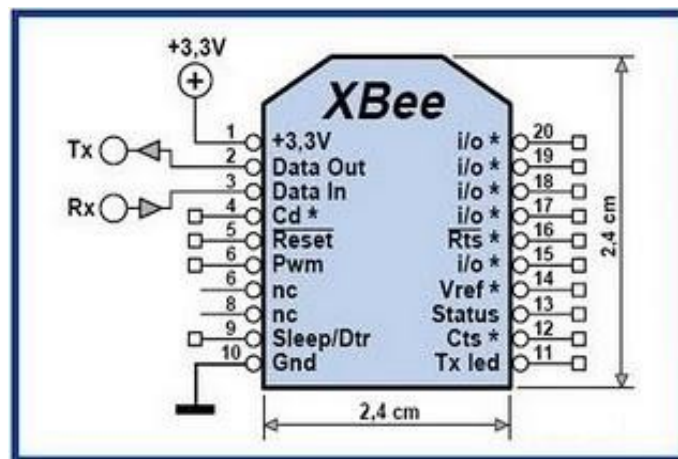 +3,3V
XBee
1 +3,3V i/o * 20
Tx 2 Data Out i/o * 19
Rx 3 Data In i/o * 18
4 Cd * i/o * 17
5 Reset Rts * 16
6 Pwm i/o * 15
6 nc Vref * 14
8 nc Status 13
9 Sleep/Dtr Cts * 12
10 Gnd Tx led 11
2,4 cm
2,4 cm